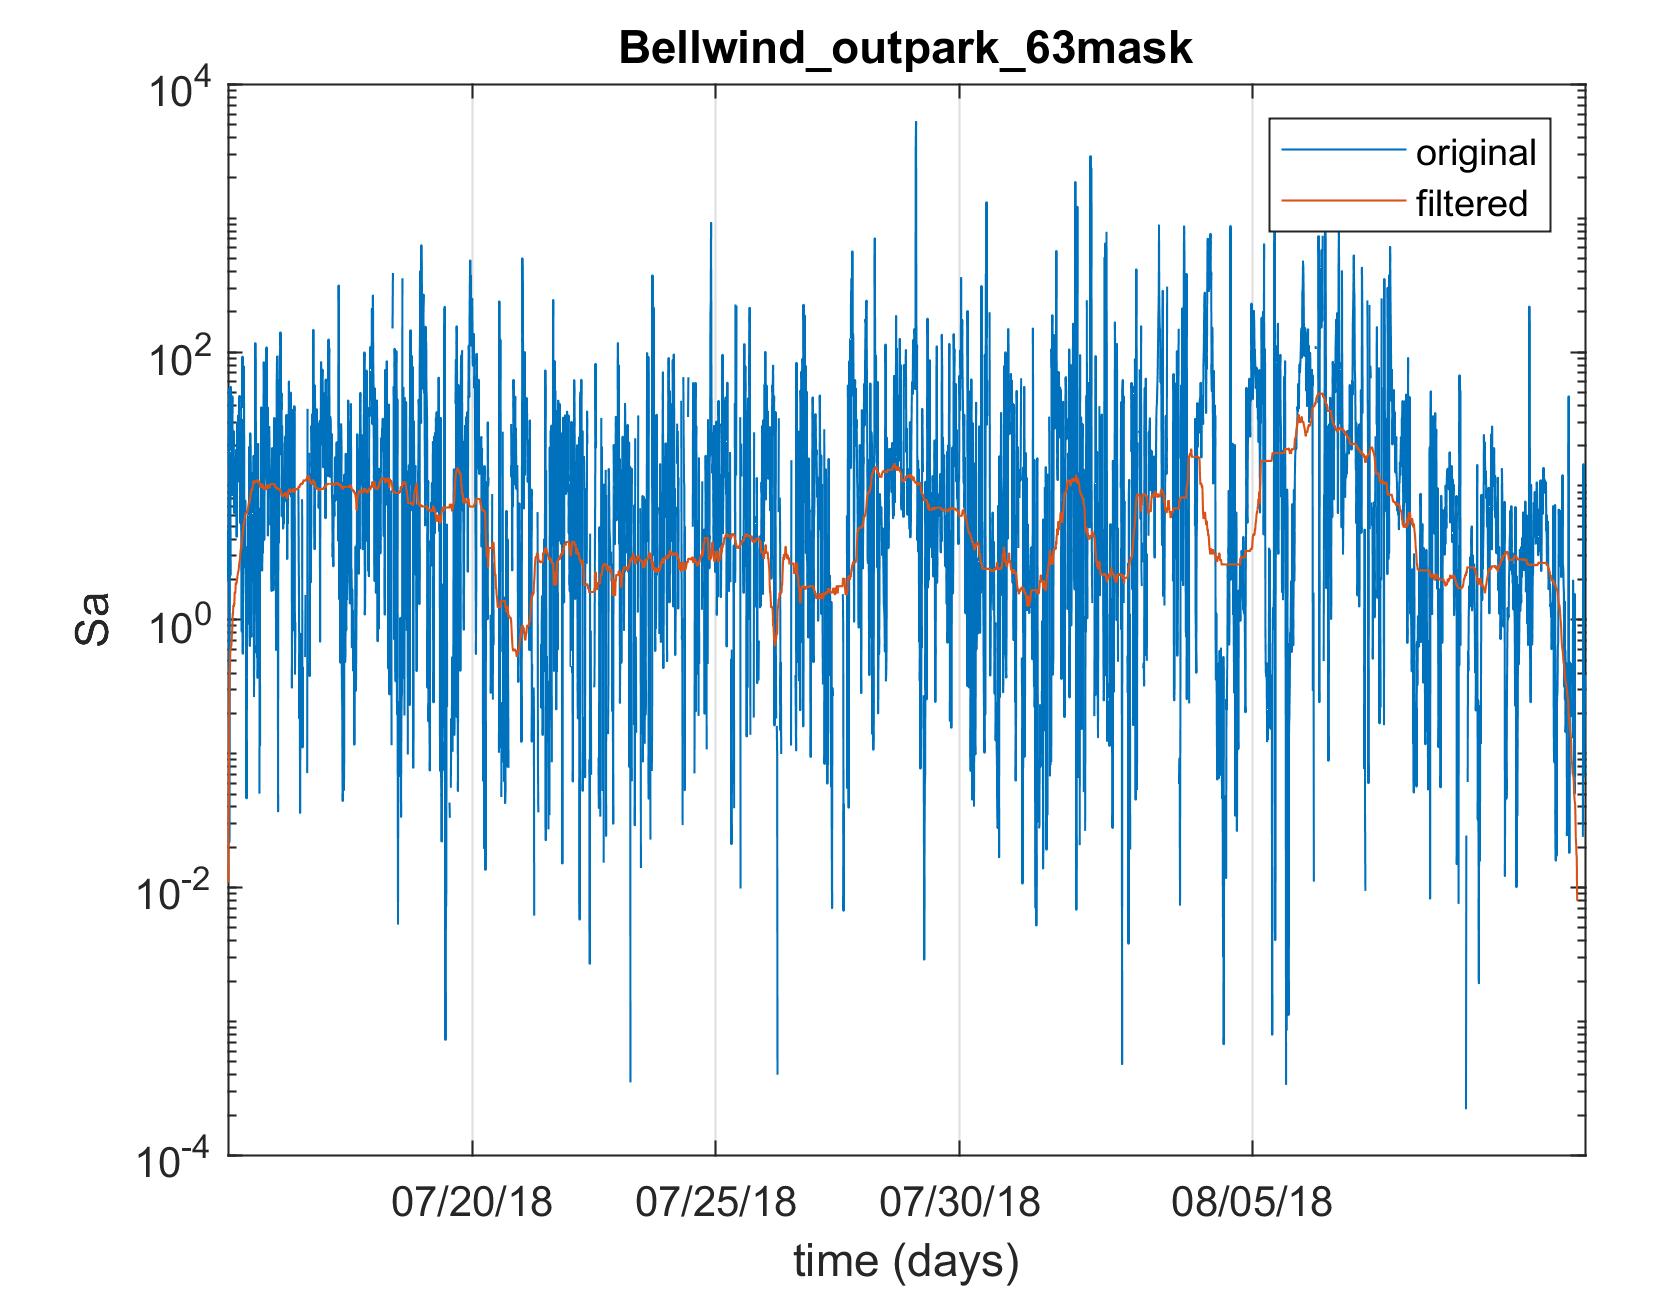 Bellwind_outpark_63mask
original
filtered
10^4
10^2
10^0
10^-2
10^-4
Sa
07/20/18 07/25/18 07/30/18 08/05/18
time (days)